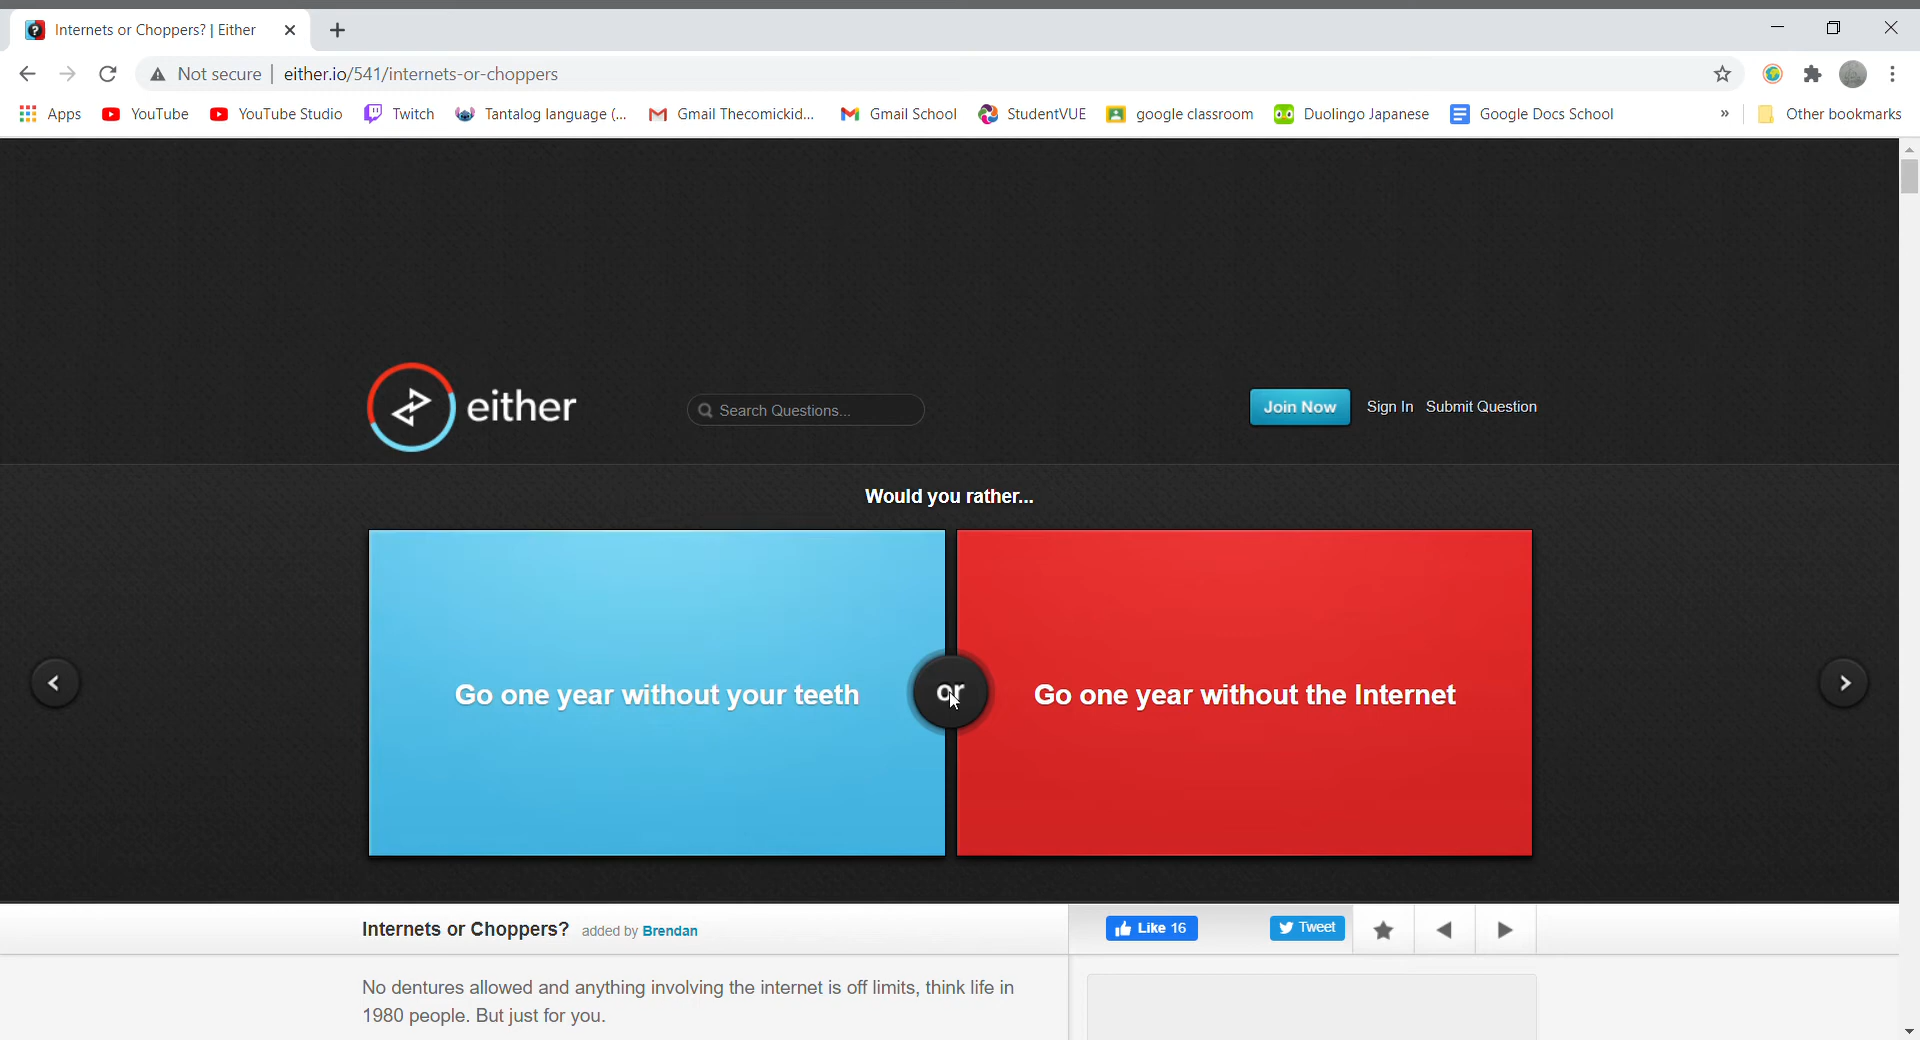 Internets or Choppers? | Either
Not secure | either.io/541/internets-or-choppers
Apps YouTube YouTube Studio Twitch Tantalog language (... Gmail Thecomickid... Gmail School StudentVUE google classroom Duolingo Japanese Google Docs School » Other bookmarks
either
Search Questions...
Join Now Sign In Submit Question
Would you rather...
Go one year without your teeth
or
Go one year without the Internet
Internets or Choppers? added by Brendan
Like 16 Tweet
No dentures allowed and anything involving the internet is off limits, think life in
1980 people. But just for you.